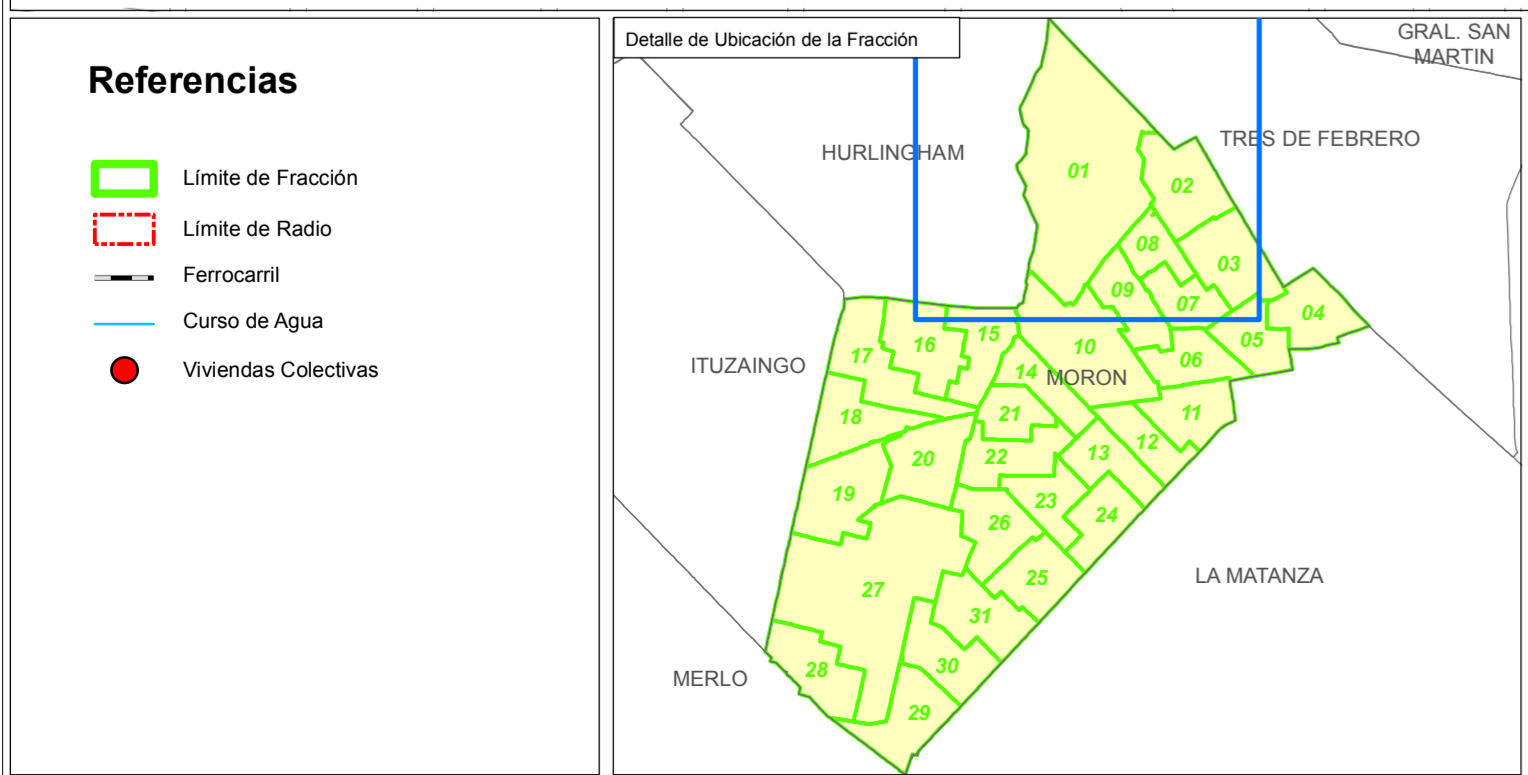 Referencias
Límite de Fracción
Límite de Radio
Ferrocarril
Curso de Agua
Viviendas Colectivas
Detalle de Ubicación de la Fracción
GRAL. SAN
MARTIN
HURLINGHAM
TRES DE FEBRERO
01
02
08
03
09
07
04
15
10
05
16
17
06
ITUZAINGO
14
MORON
18
21
11
12
22
13
20
19
23
24
26
25
LA MATANZA
27
31
28
30
MERLO
29